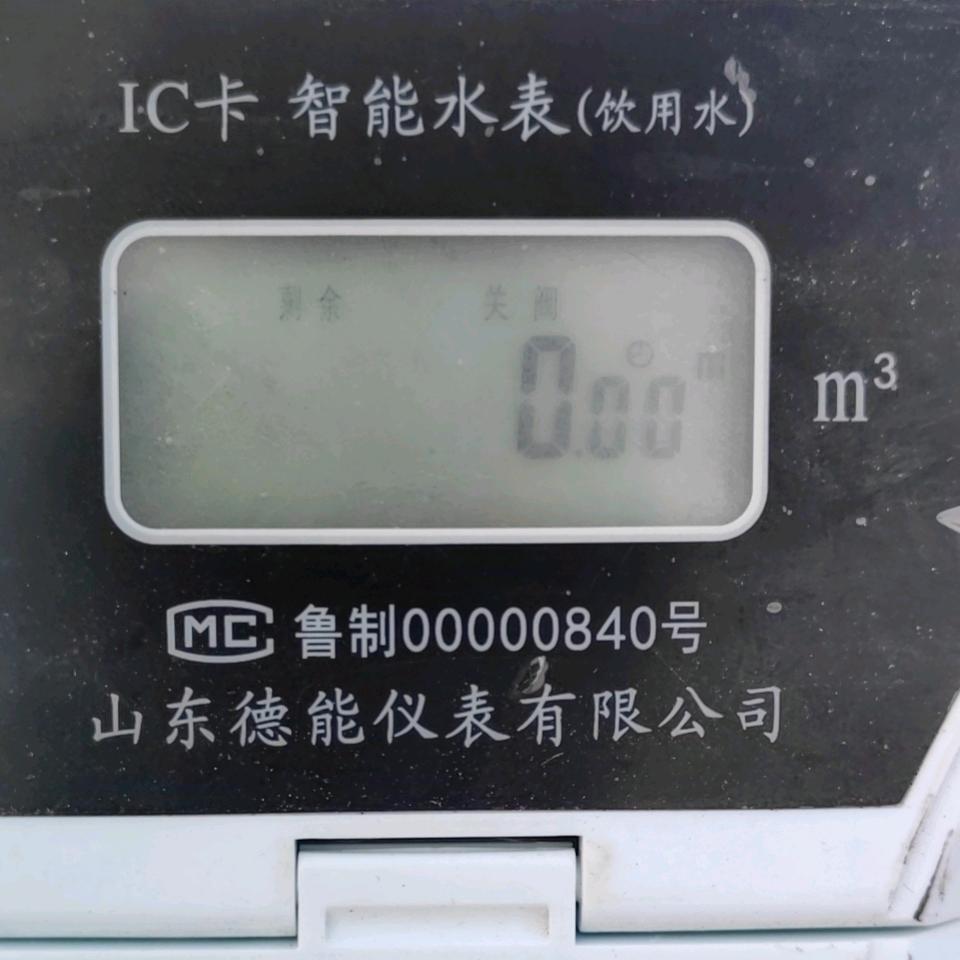 IC卡 智能水表(饮用水)
剩余 关阀
0.00 m
m³
MC 鲁制00000840号
山东德能仪表有限公司